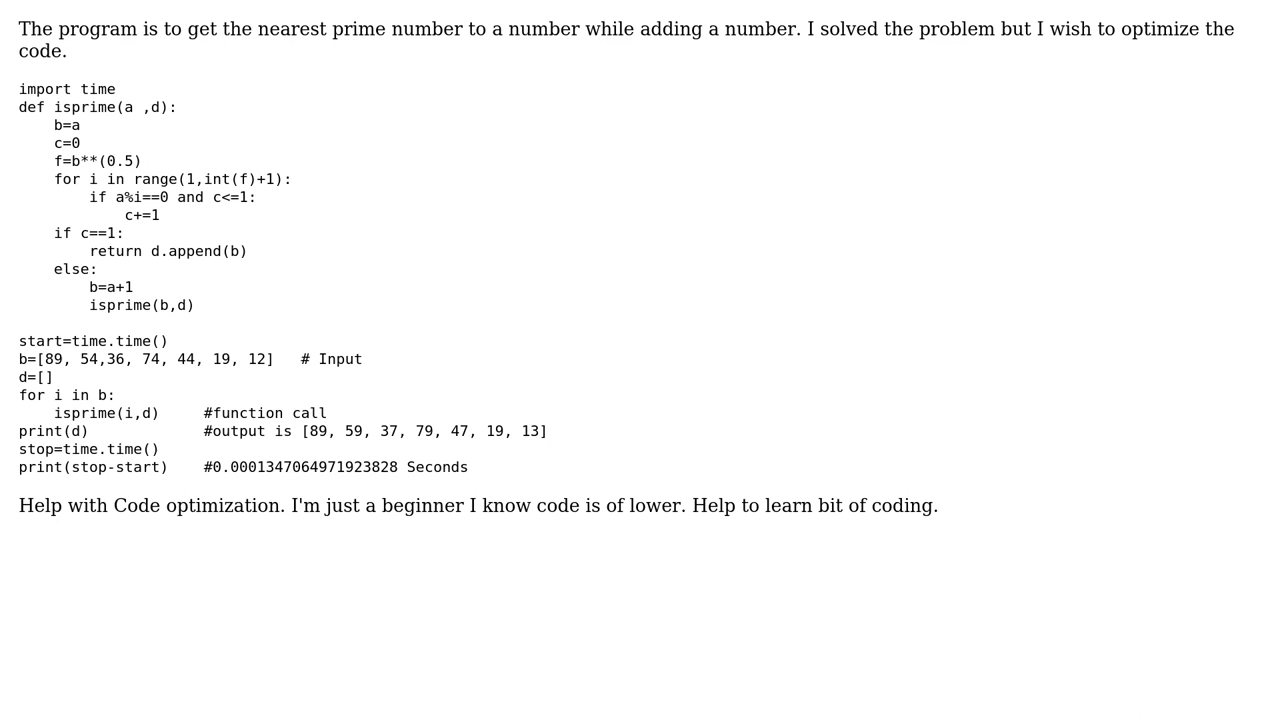 The program is to get the nearest prime number to a number while adding a number. I solved the problem but I wish to optimize the
code.
import time
def isprime(a ,d):
    b=a
    c=0
    f=b**(0.5)
    for i in range(1,int(f)+1):
        if a%i==0 and c<=1:
            c+=1
    if c==1:
        return d.append(b)
    else:
        b=a+1
        isprime(b,d)

start=time.time()
b=[89, 54,36, 74, 44, 19, 12]   # Input
d=[]
for i in b:
    isprime(i,d)     #function call
print(d)             #output is [89, 59, 37, 79, 47, 19, 13]
stop=time.time()
print(stop-start)    #0.0001347064971923828 Seconds
Help with Code optimization. I'm just a beginner I know code is of lower. Help to learn bit of coding.